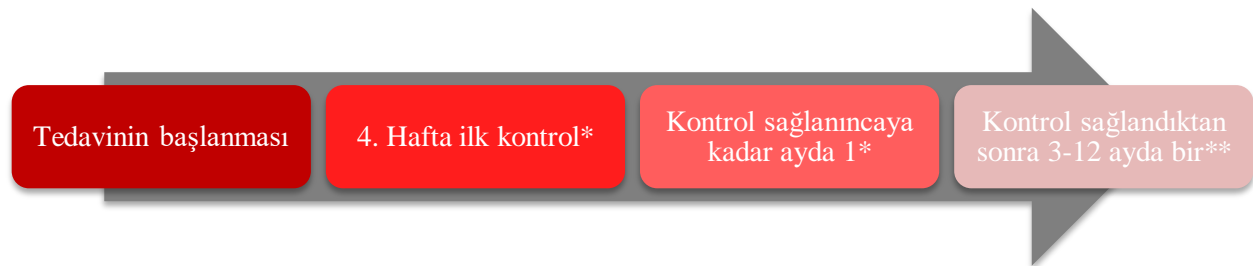 Tedavinin başlanması
4. Hafta ilk kontrol*
Kontrol sağlanıncaya
kadar ayda 1*
Kontrol sağlandıktan
sonra 3-12 ayda bir**